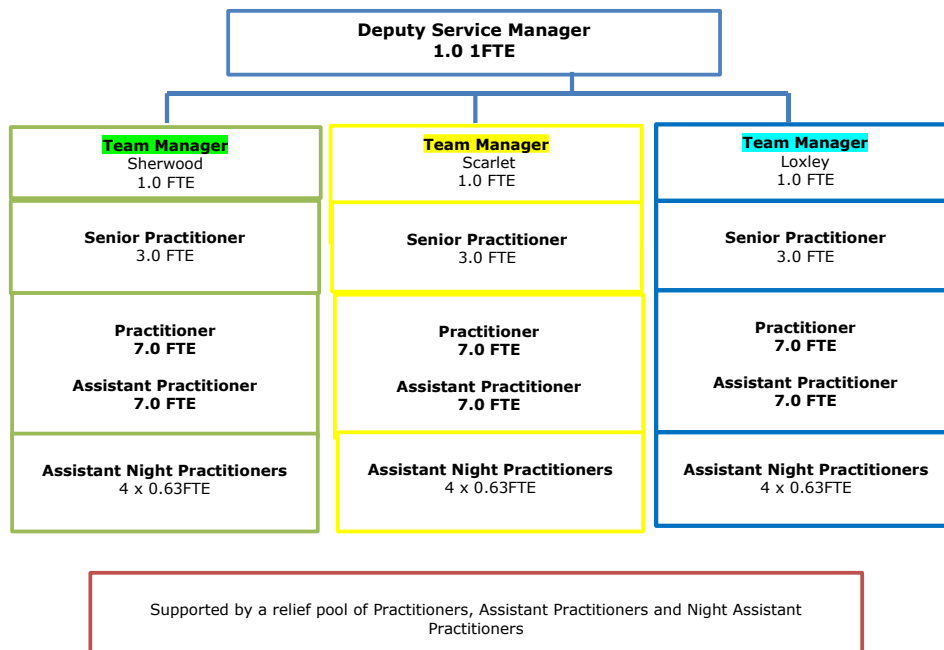 Deputy Service Manager
1.0 1FTE
Team Manager
Sherwood
1.0 FTE
Senior Practitioner
3.0 FTE
Practitioner
7.0 FTE
Assistant Practitioner
7.0 FTE
Assistant Night Practitioners
4 x 0.63FTE
Team Manager
Scarlet
1.0 FTE
Senior Practitioner
3.0 FTE
Practitioner
7.0 FTE
Assistant Practitioner
7.0 FTE
Assistant Night Practitioners
4 x 0.63FTE
Team Manager
Loxley
1.0 FTE
Senior Practitioner
3.0 FTE
Practitioner
7.0 FTE
Assistant Practitioner
7.0 FTE
Assistant Night Practitioners
4 x 0.63FTE
Supported by a relief pool of Practitioners, Assistant Practitioners and Night Assistant
Practitioners